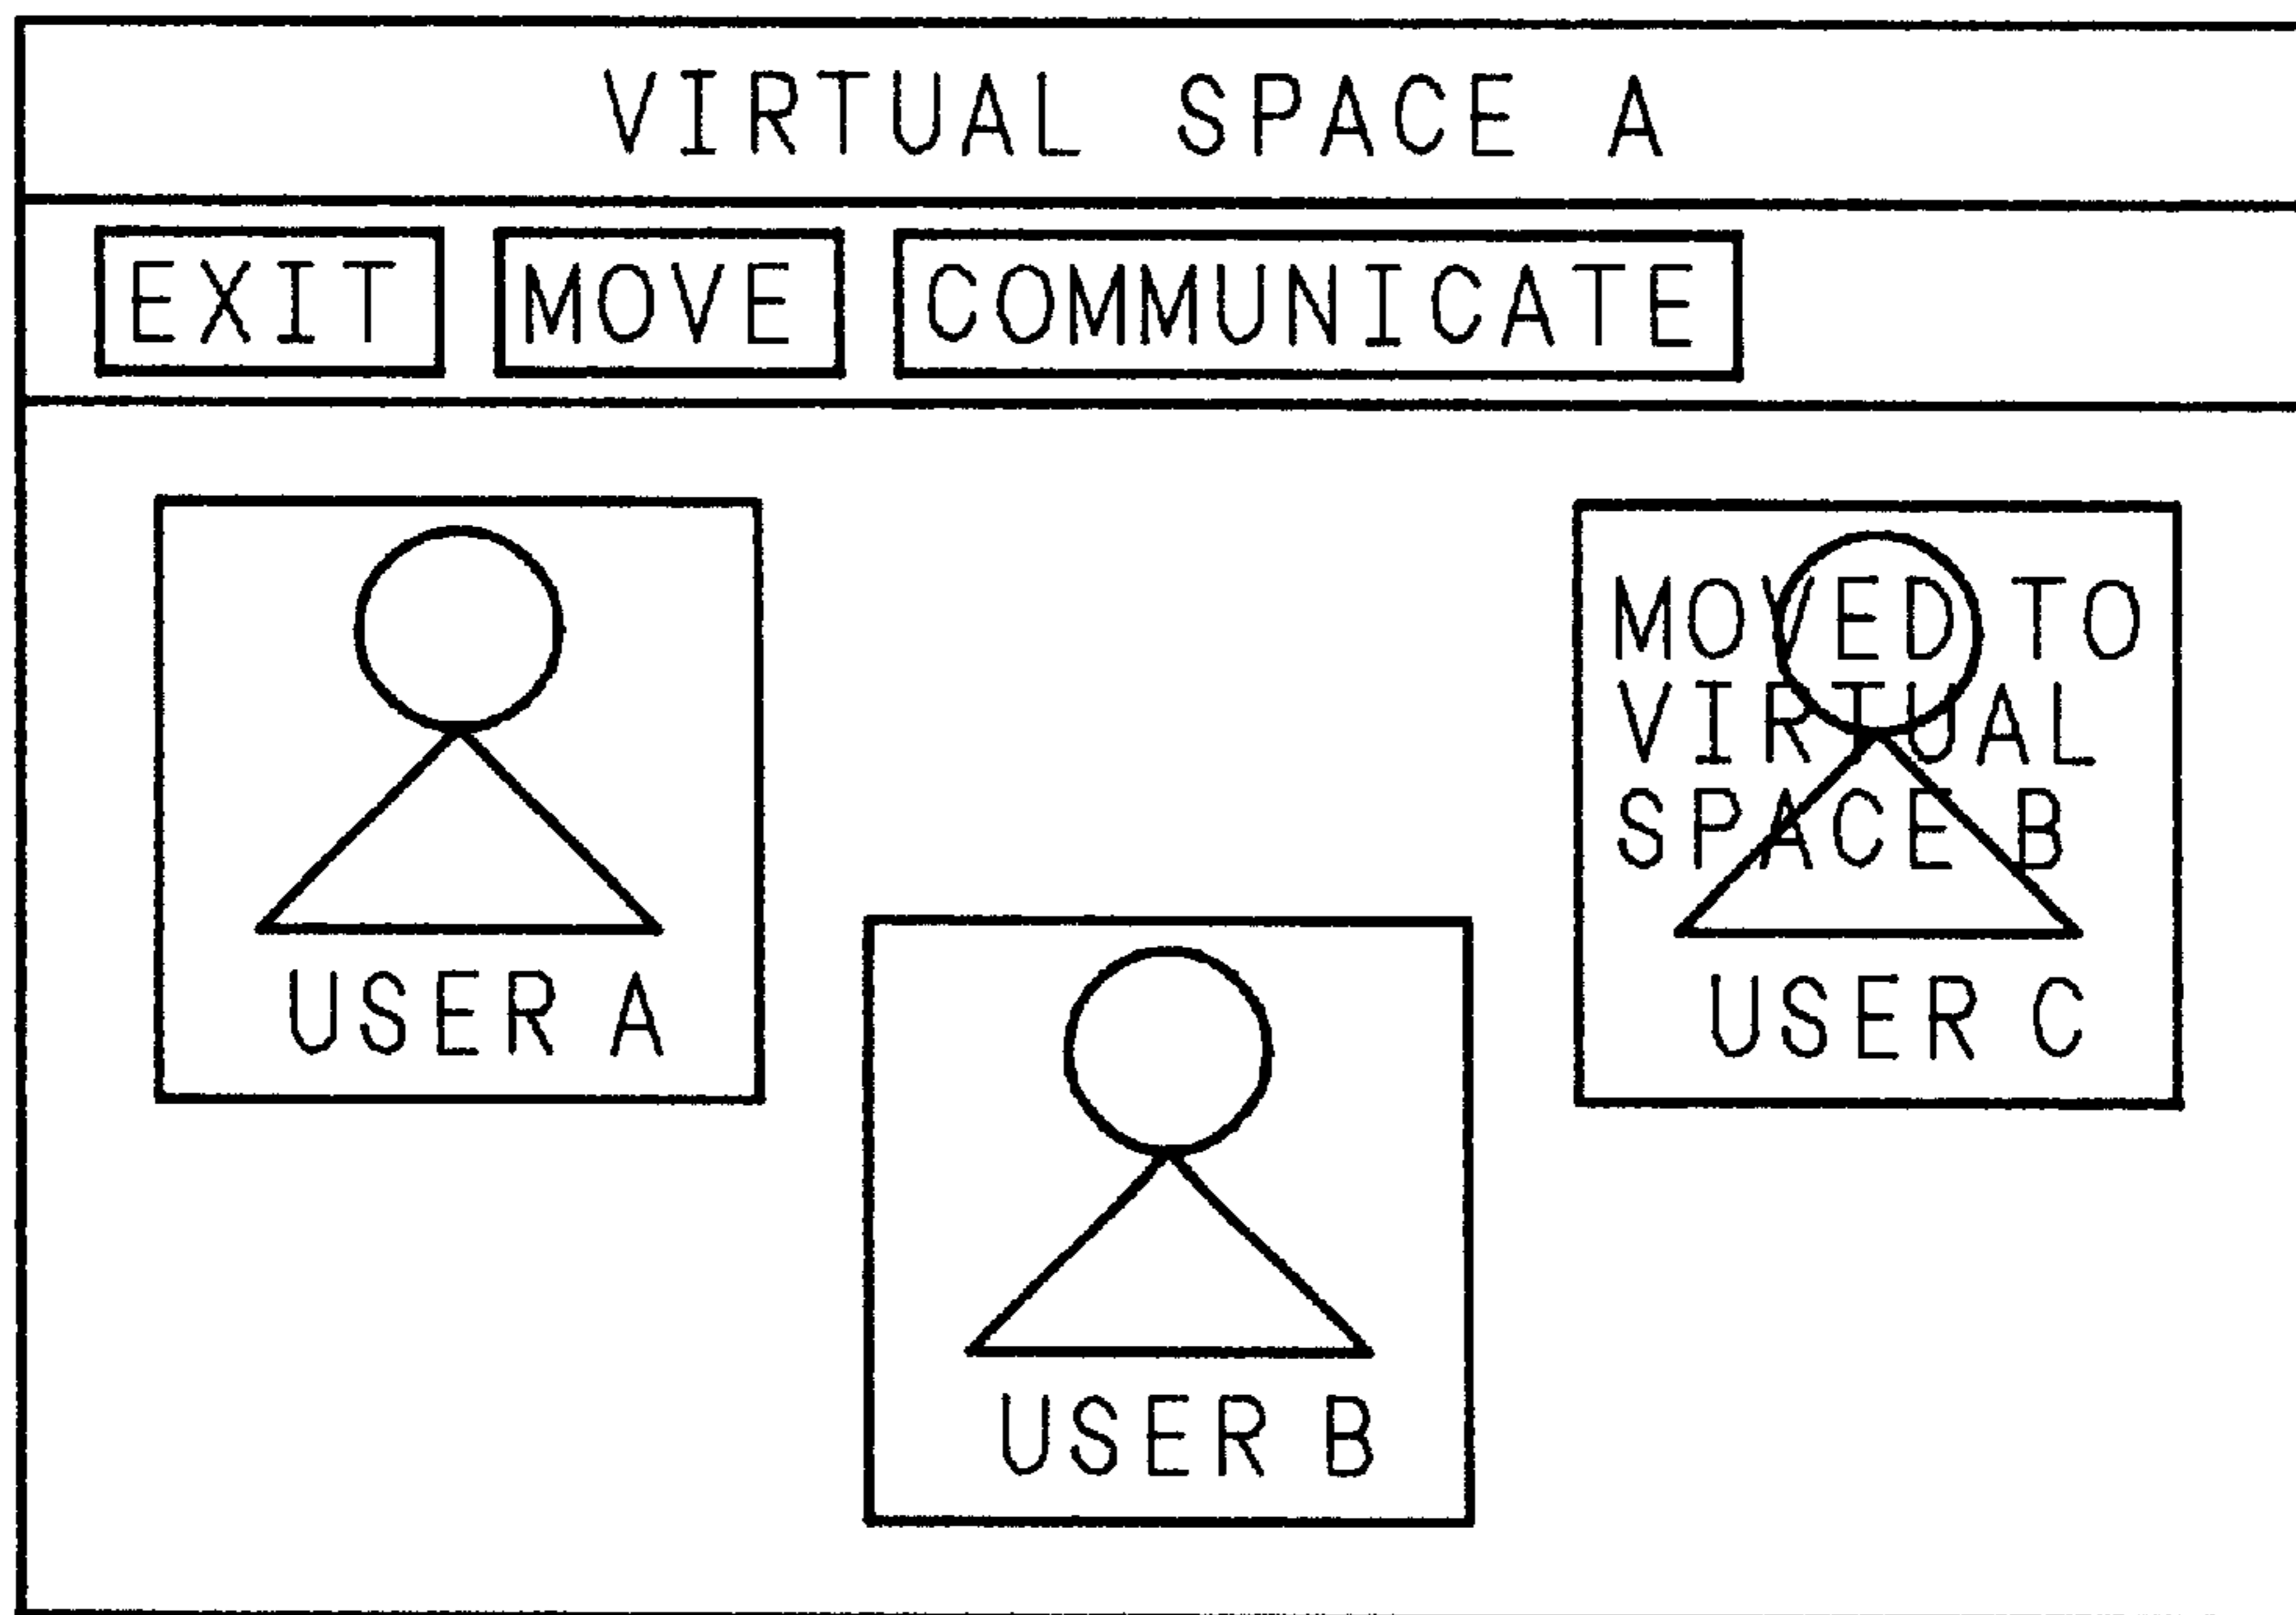 VIRTUAL SPACE A
EXIT MOVE COMMUNICATE
MOVED TO
VIRTUAL
SPACE B
USER A
USER C
USER B